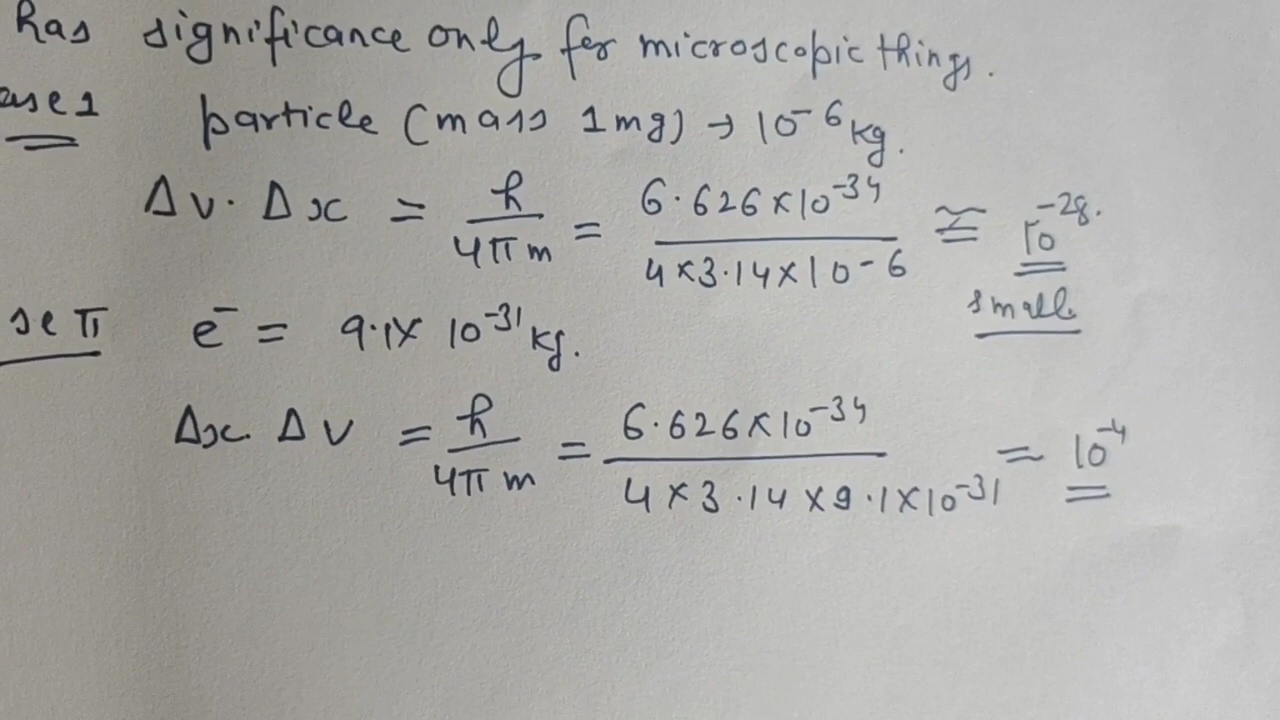 has significance only for microscopic things.
ase 1 particle (mass 1mg) → 10⁻⁶ kg.
Δv. Δx = h/4πm = 6.626×10⁻³⁴/4×3.14×10-6 ≅ 10⁻²⁸.
small
se II e⁻ = 9.1× 10⁻³¹ kg.
Δx. Δv = h/4πm = 6.626×10⁻³⁴/4×3.14×9.1×10⁻³¹ ≈ 10⁻⁴